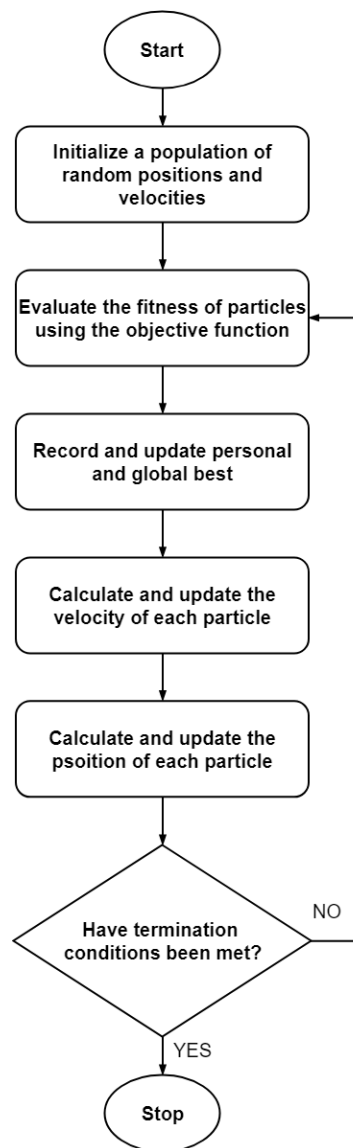 Start
Initialize a population of
random positions and
velocities
Evaluate the fitness of particles
using the objective function
Record and update personal
and global best
Calculate and update the
velocity of each particle
Calculate and update the
psoition of each particle
Have termination
conditions been met?
NO
YES
Stop